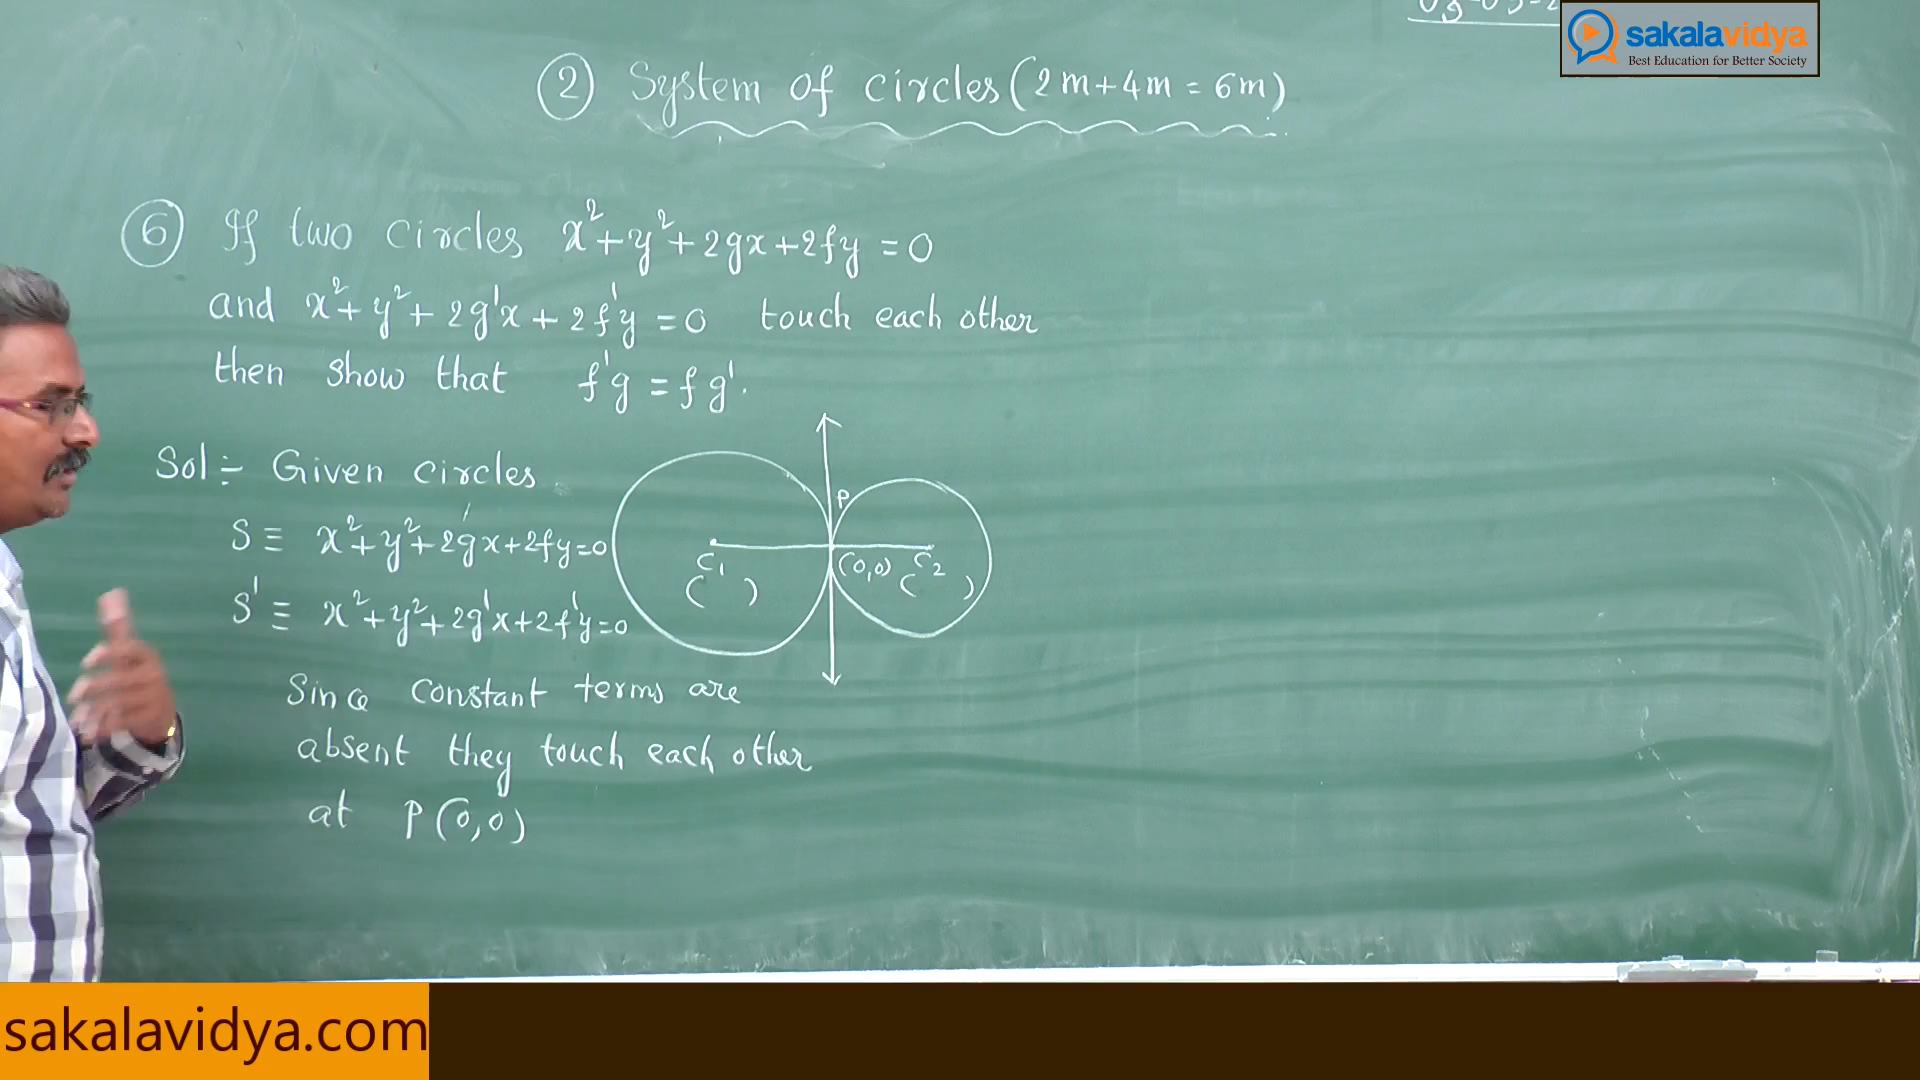 sakalavidya
Best Education for Better Society
② System of circles (2m+4m = 6m)
⑥ If two circles x²+y²+2gx+2fy = 0
and x²+y²+2g'x+2f'y = 0 touch each other
then show that f'g = fg'.
Sol:- Given circles
S ≡ x²+y²+2gx+2fy=0
S' ≡ x²+y²+2g'x+2f'y=0
P
C₁
( )
(0,0)
C₂
( )
Since constant terms are
absent they touch each other
at P(0,0)
sakalavidya.com